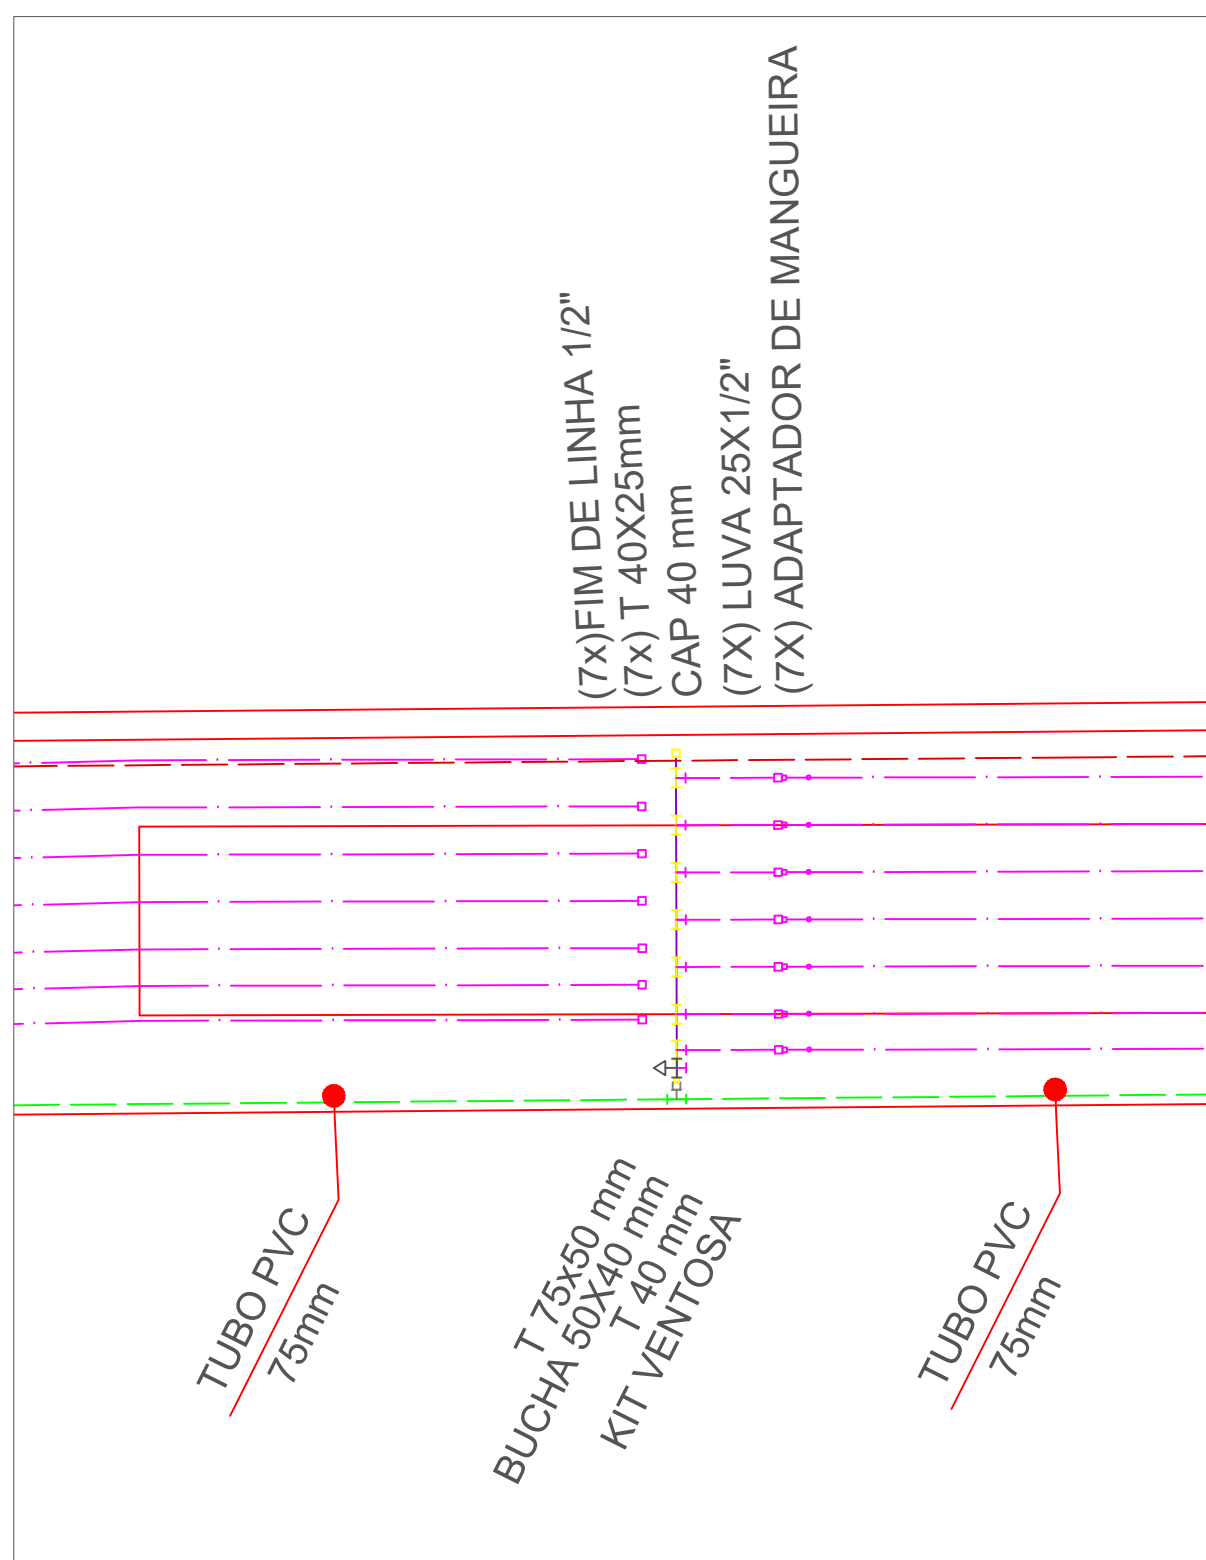 (7x)FIM DE LINHA 1/2"
(7x) T 40X25mm
CAP 40 mm
(7X) LUVA 25X1/2"
(7X) ADAPTADOR DE MANGUEIRA
TUBO PVC
75mm
T 75x50 mm
BUCHA 50X40 mm
T 40 mm
KIT VENTOSA
TUBO PVC
75mm